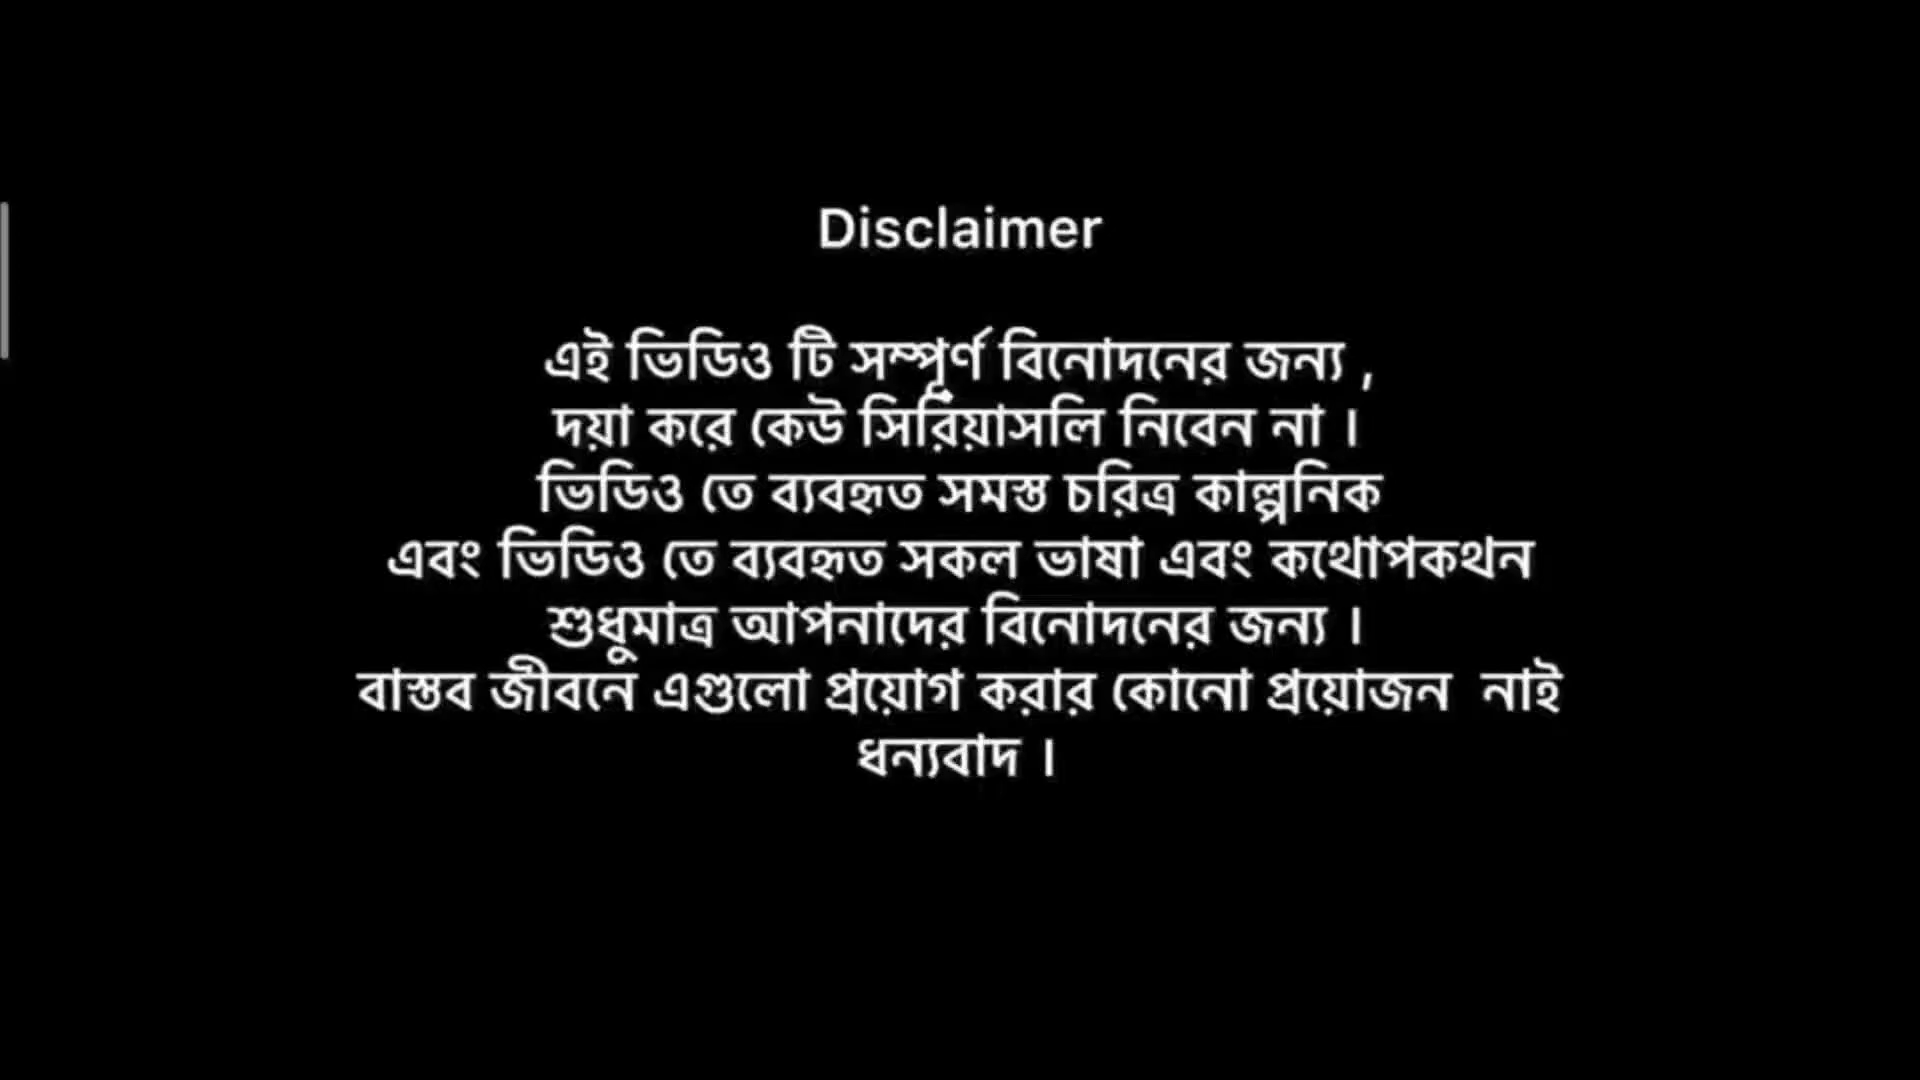 Disclaimer
এই ভিডিও টি সম্পূর্ণ বিনোদনের জন্য ,
দয়া করে কেউ সিরিয়াসলি নিবেন না ।
ভিডিও তে ব্যবহৃত সমস্ত চরিত্র কাল্পনিক
এবং ভিডিও তে ব্যবহৃত সকল ভাষা এবং কথোপকথন
শুধুমাত্র আপনাদের বিনোদনের জন্য ।
বাস্তব জীবনে এগুলো প্রয়োগ করার কোনো প্রয়োজন  নাই
ধন্যবাদ ।